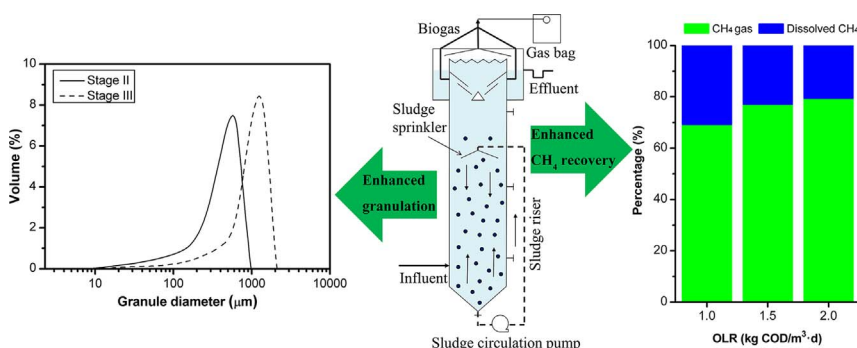 Stage II
Stage III
Volume (%)
10
8
6
4
2
0
10
100
1000
10000
Granule diameter (μm)
Enhanced
granulation
Biogas
Gas bag
Effluent
Sludge
sprinkler
Influent
Sludge riser
Sludge circulation pump
Enhanced
CH₄ recovery
CH₄ gas
Dissolved CH₄
Percentage (%)
100
80
60
40
20
0
1.0
1.5
2.0
OLR (kg COD/m³·d)